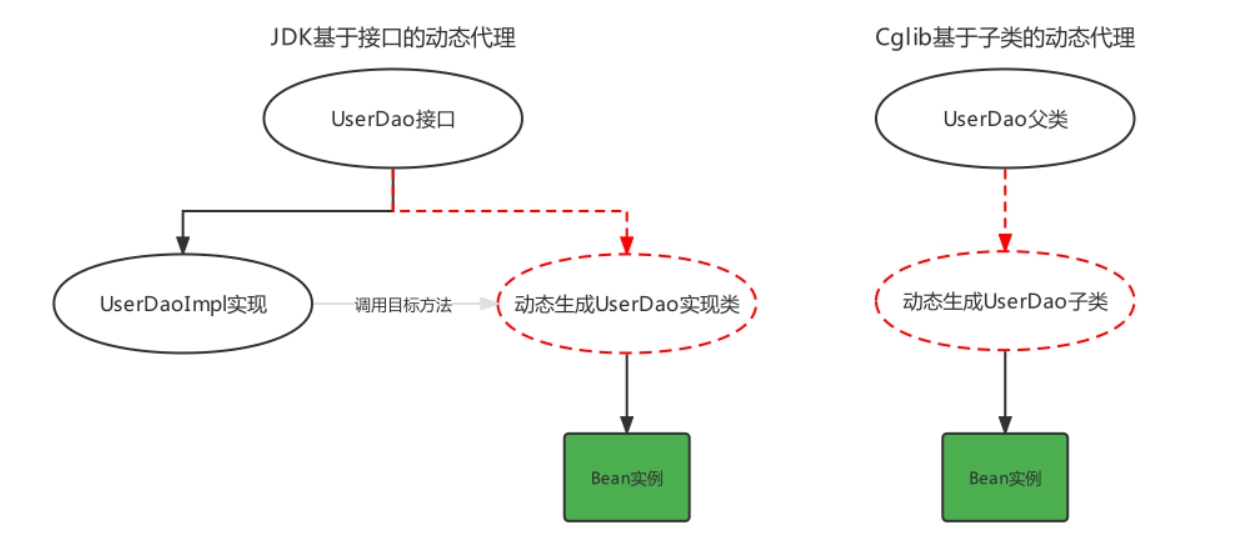 JDK基于接口的动态代理
UserDao接口
UserDaoImpl实现
调用目标方法
动态生成UserDao实现类
Bean实例
Cglib基于子类的动态代理
UserDao父类
动态生成UserDao子类
Bean实例